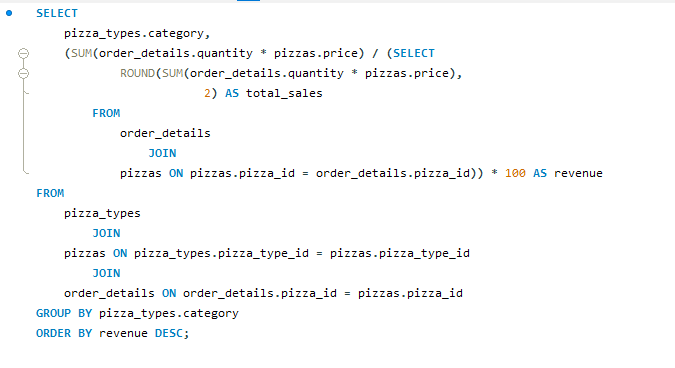 SELECT
pizza_types.category,
(SUM(order_details.quantity * pizzas.price) / (SELECT
ROUND(SUM(order_details.quantity * pizzas.price),
2) AS total_sales
FROM
order_details
JOIN
pizzas ON pizzas.pizza_id = order_details.pizza_id)) * 100 AS revenue
FROM
pizza_types
JOIN
pizzas ON pizza_types.pizza_type_id = pizzas.pizza_type_id
JOIN
order_details ON order_details.pizza_id = pizzas.pizza_id
GROUP BY pizza_types.category
ORDER BY revenue DESC;